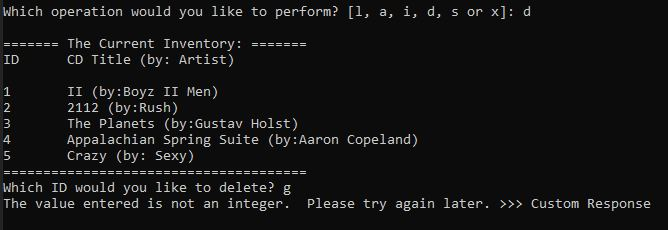 Which operation would you like to perform? [l, a, i, d, s or x]: d
======= The Current Inventory: =======
ID	CD Title (by: Artist)
1	II (by:Boyz II Men)
2	2112 (by:Rush)
3	The Planets (by:Gustav Holst)
4	Appalachian Spring Suite (by:Aaron Copeland)
5	Crazy (by: Sexy)
======================================
Which ID would you like to delete? g
The value entered is not an integer.  Please try again later. >>> Custom Response